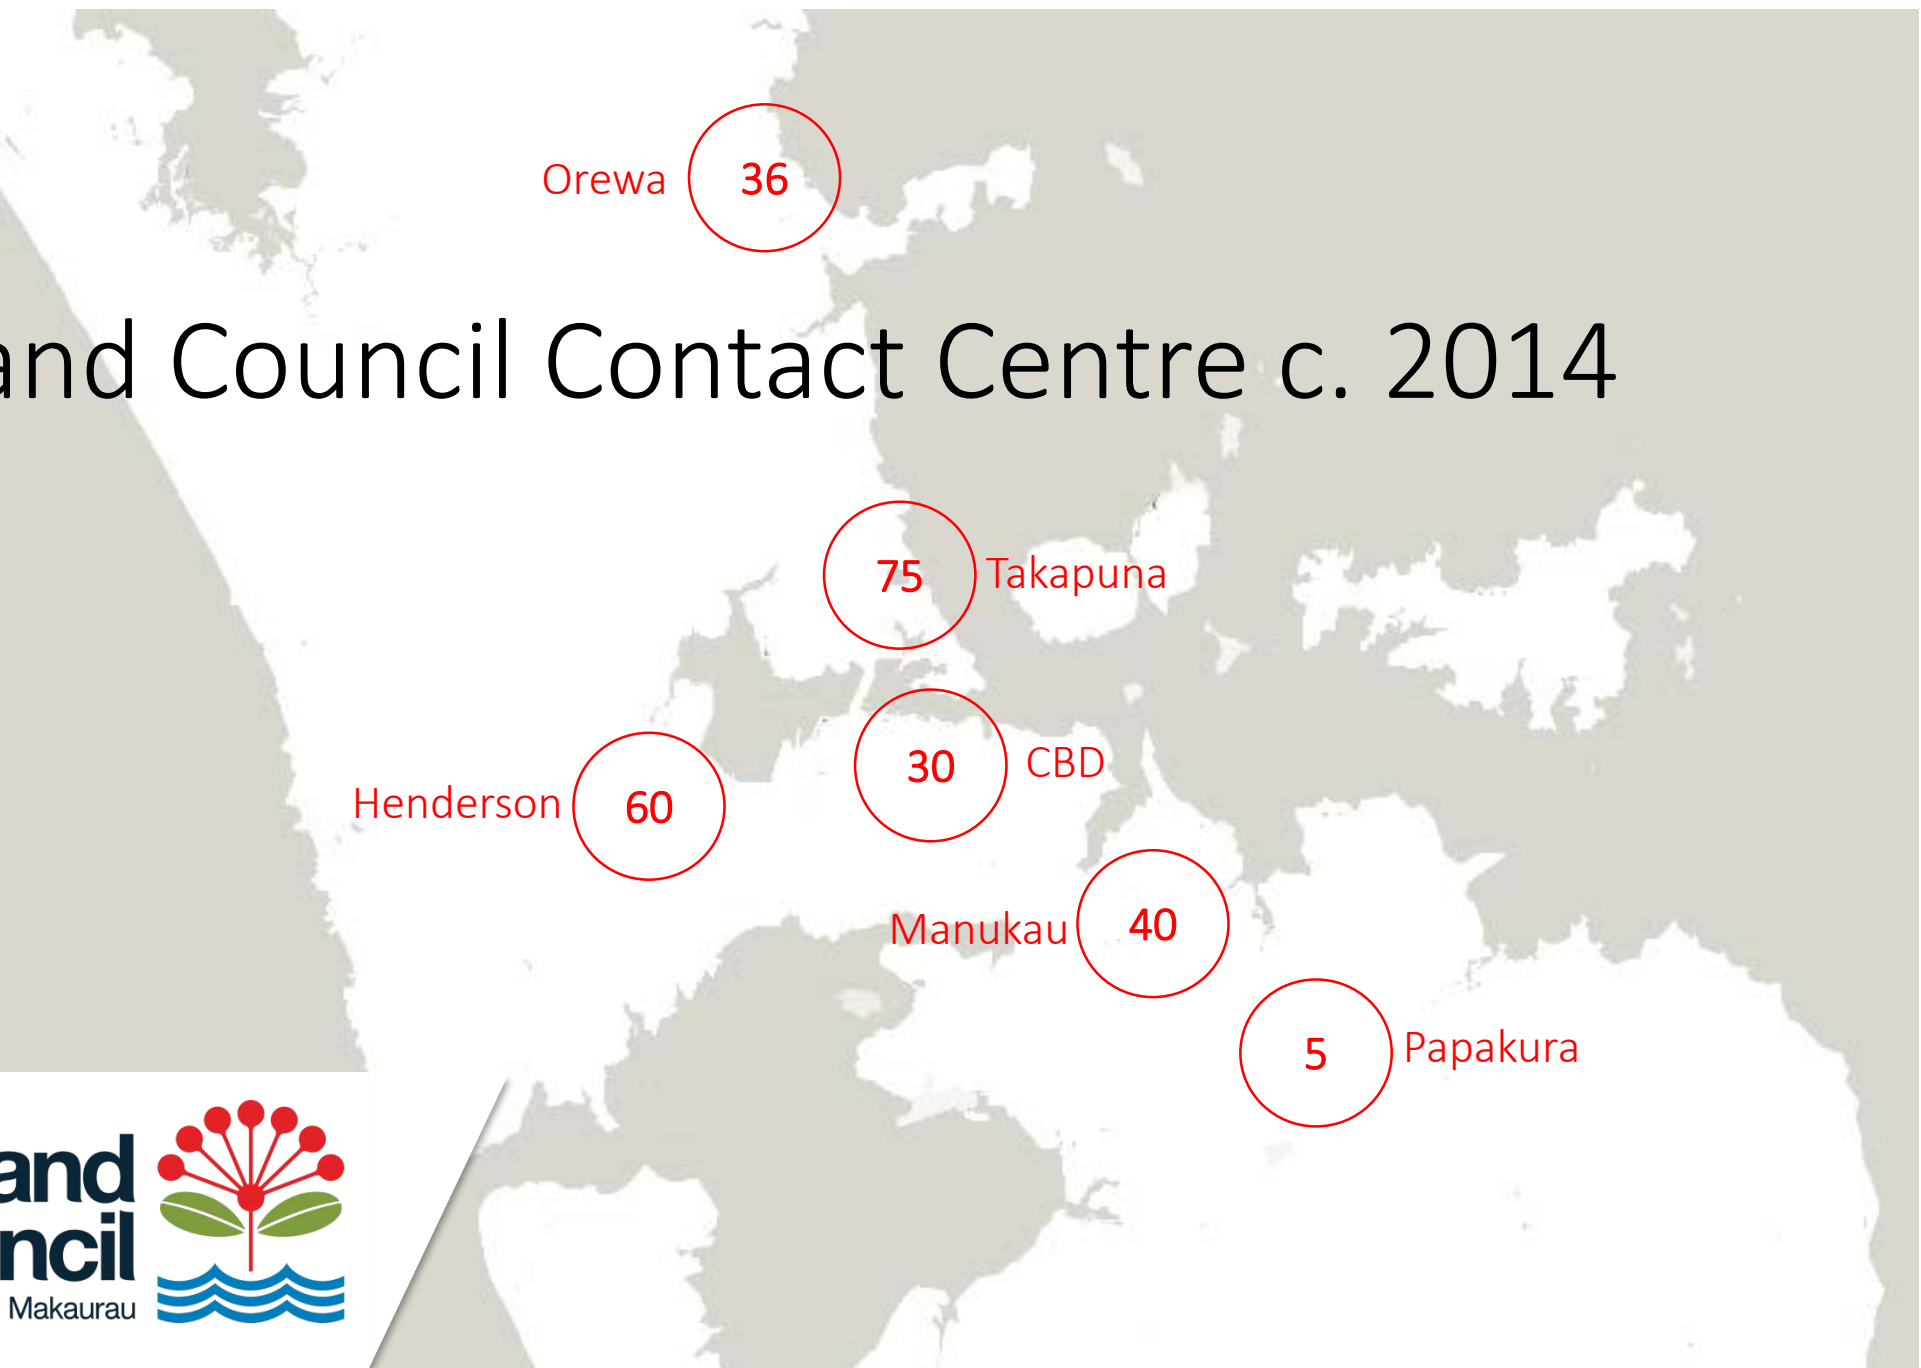 Orewa 36
and Council Contact Centre c. 2014
75 Takapuna
30 CBD
Henderson 60
Manukau 40
5 Papakura
and
ncil
Makaurau